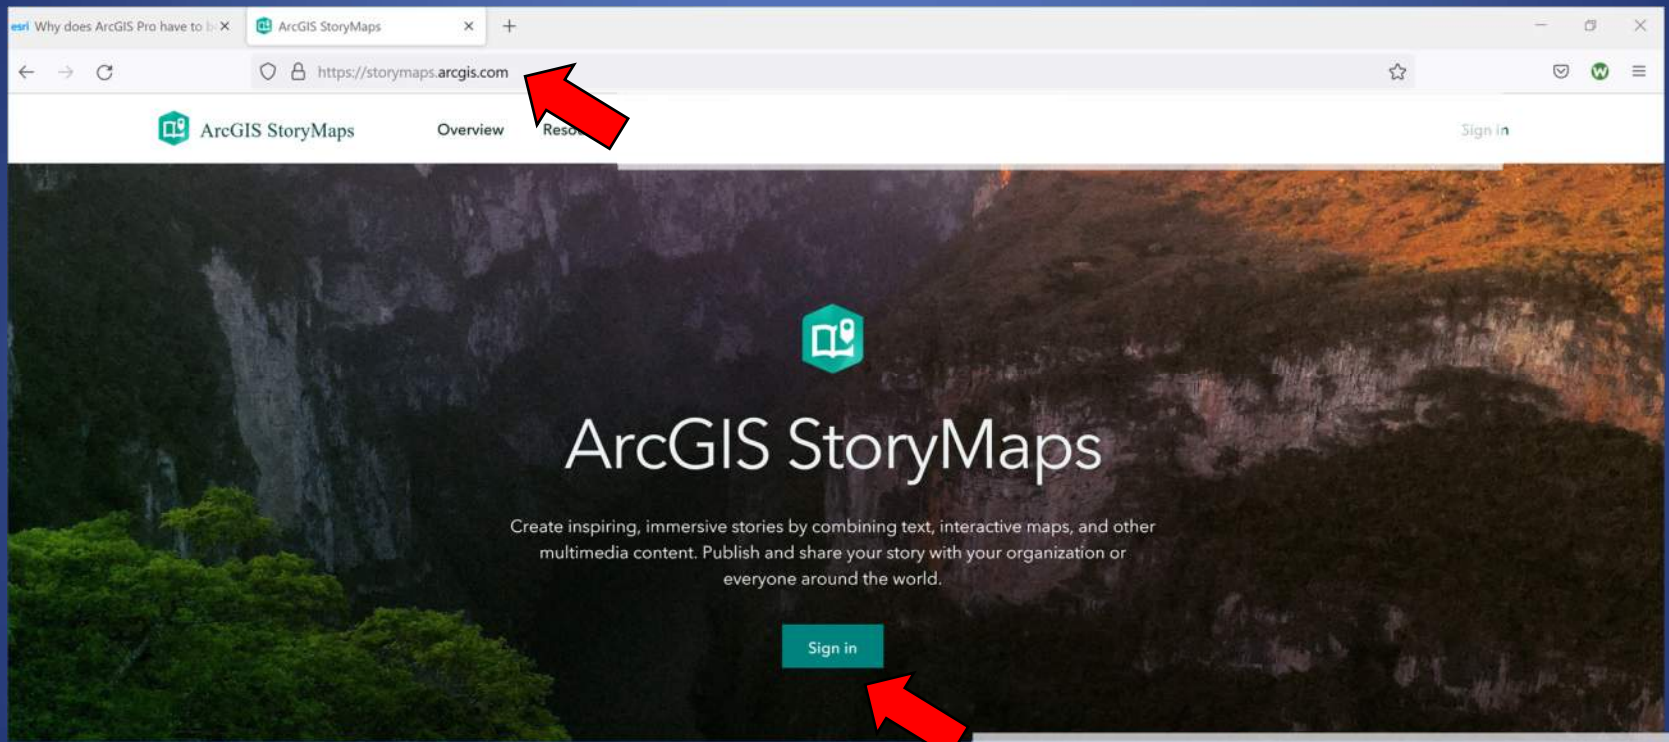 esri Why does ArcGIS Pro have to
ArcGIS StoryMaps
https://storymaps.arcgis.com
W
ArcGIS StoryMaps Overview
Sign in
ArcGIS StoryMaps
Create inspiring, immersive stories by combining text, interactive maps, and other
multimedia content. Publish and share your story with your organization or
everyone around the world.
Sign in